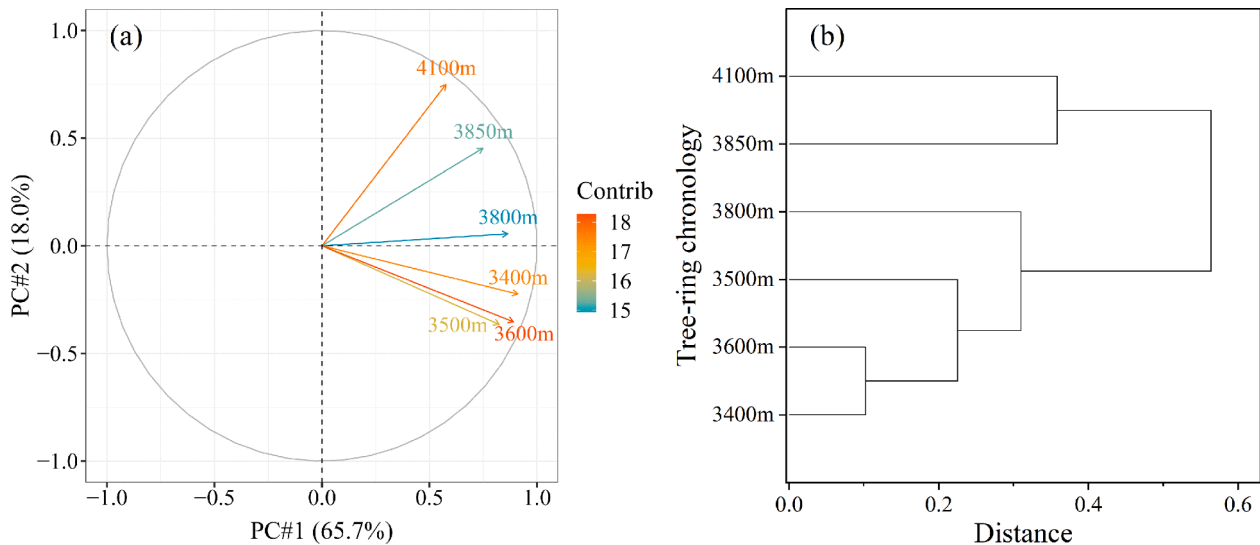 (a)
1.0
0.5
0.0
−0.5
−1.0
PC#2 (18.0%)
4100m
3850m
3800m
3400m
3500m
3600m
−1.0
−0.5
0.0
0.5
1.0
PC#1 (65.7%)
Contrib
18
17
16
15
(b)
Tree-ring chronology
4100m
3850m
3800m
3500m
3600m
3400m
0.0
0.2
0.4
0.6
Distance